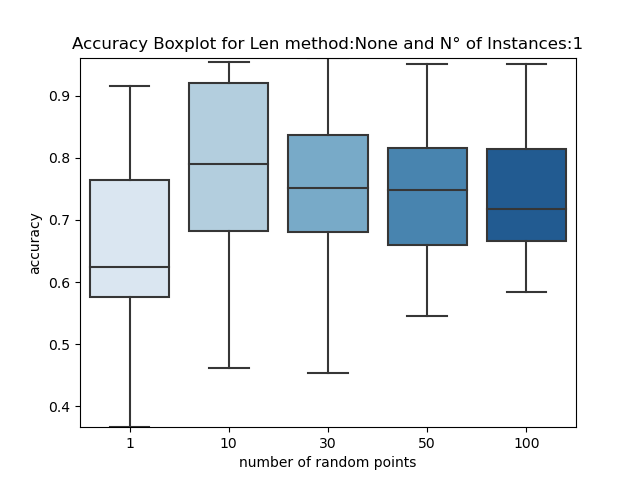 Accuracy Boxplot for Len method:None and N° of Instances:1
0.9
0.8
0.7
0.6
0.5
0.4
accuracy
1 10 30 50 100
number of random points